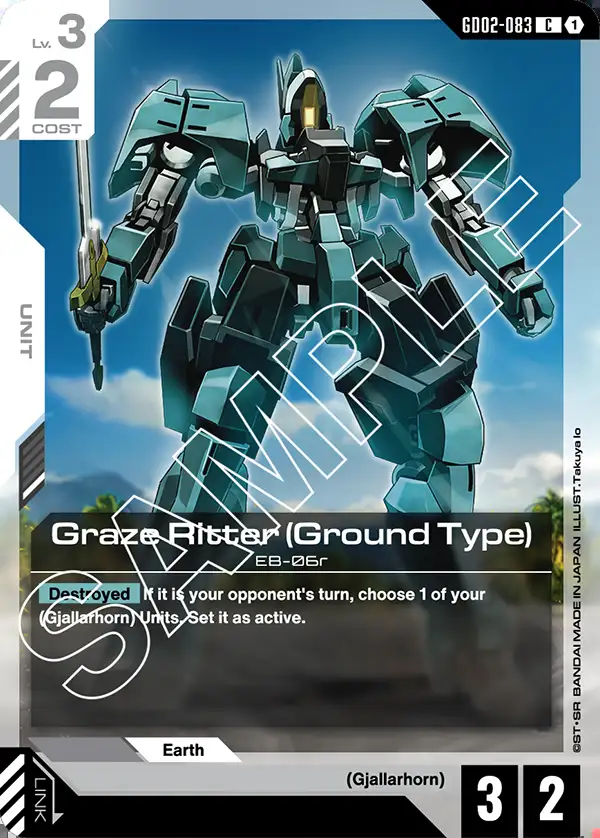 GD02-083 C 1
Lv. 3
2
COST
UNIT
SAMPLE
Graze Ritter (Ground Type)
EB-06r
Destroyed If it is your opponent's turn, choose 1 of your
(Gjallarhorn) Units. Set it as active.
©ST・SR BANDAI MADE IN JAPAN ILLUST.Takuya Io
Earth
LINK
(Gjallarhorn)
3 2